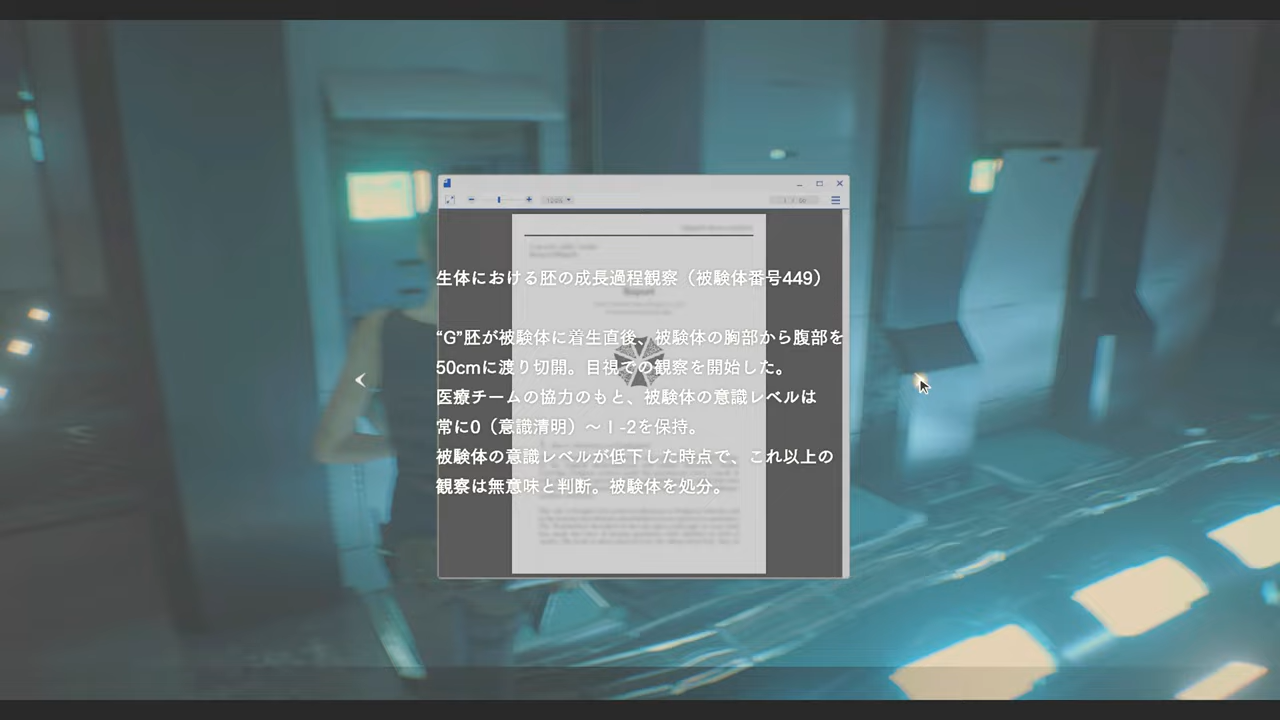 生体における胚の成長過程観察（被験体番号449）
“G”胚が被験体に着生直後、被験体の胸部から腹部を
50cmに渡り切開。目視での観察を開始した。
医療チームの協力のもと、被験体の意識レベルは
常に0（意識清明）～Ⅰ-2を保持。
被験体の意識レベルが低下した時点で、これ以上の
観察は無意味と判断。被験体を処分。